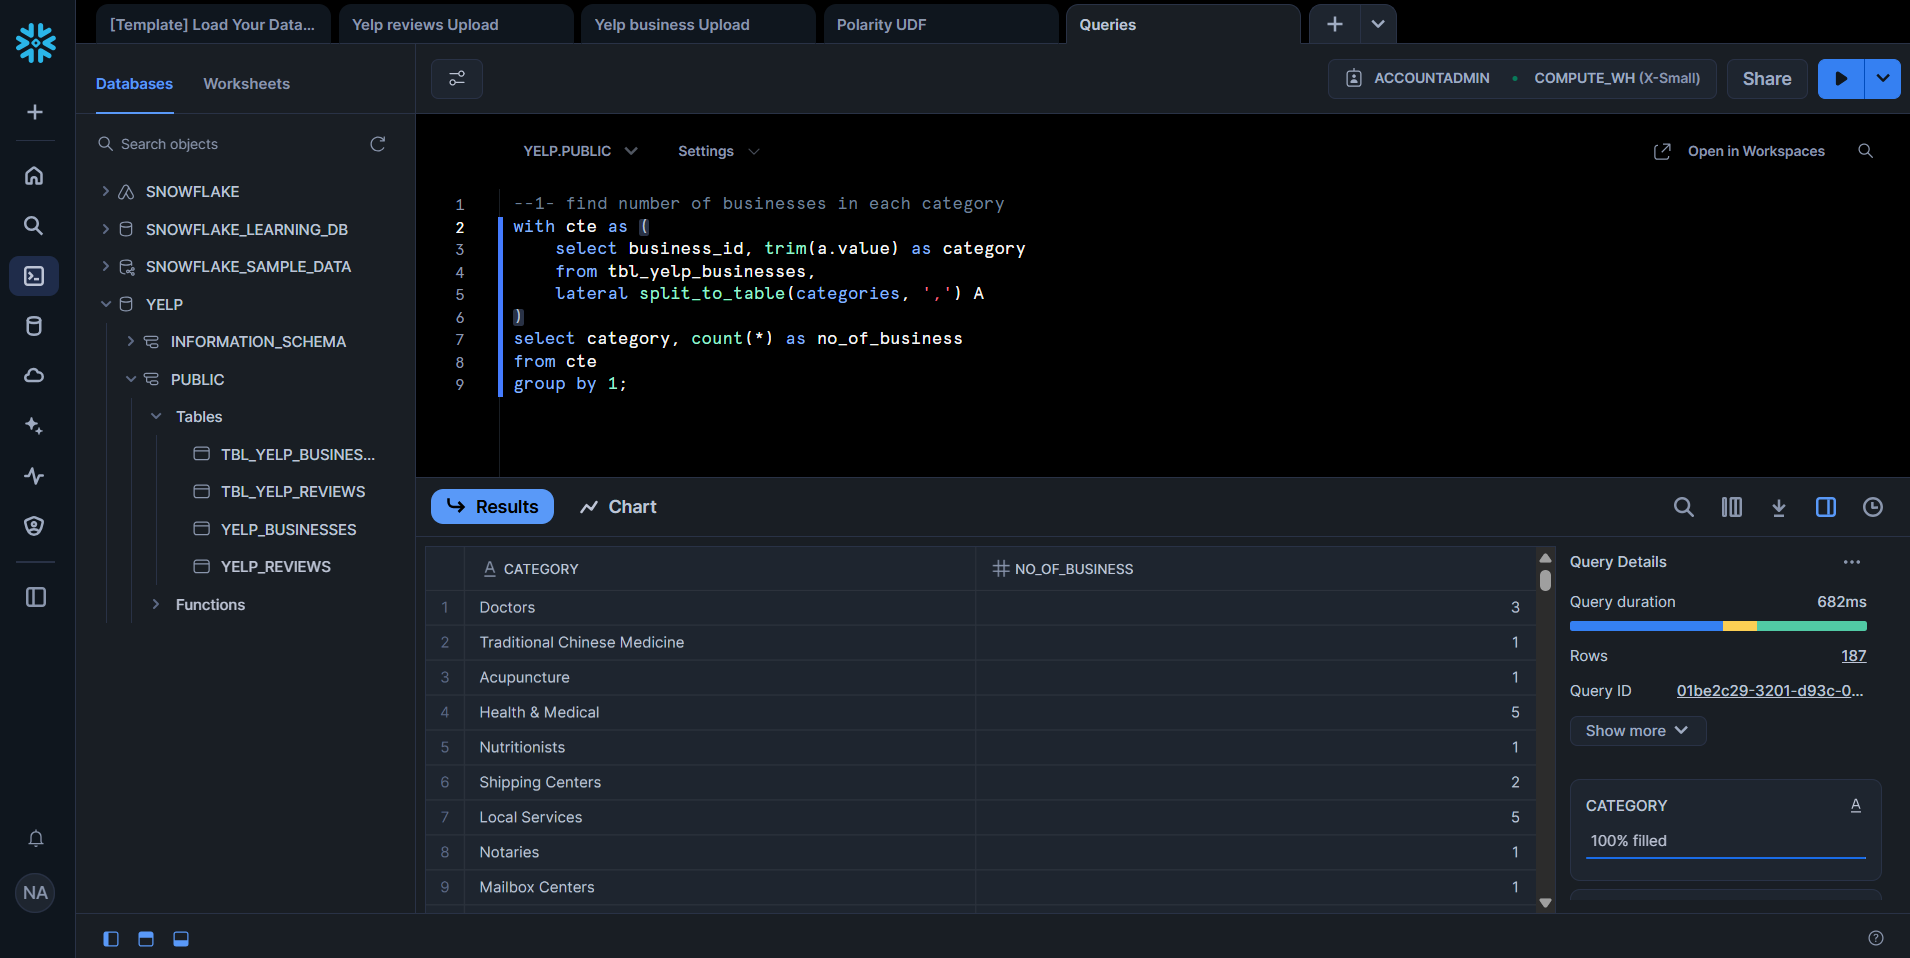 [Template] Load Your Data...
Yelp reviews Upload
Yelp business Upload
Polarity UDF
Queries
Databases
Worksheets
ACCOUNTADMIN
COMPUTE_WH (X-Small)
Share
Search objects
SNOWFLAKE
SNOWFLAKE_LEARNING_DB
SNOWFLAKE_SAMPLE_DATA
YELP
INFORMATION_SCHEMA
PUBLIC
Tables
TBL_YELP_BUSINES...
TBL_YELP_REVIEWS
YELP_BUSINESSES
YELP_REVIEWS
Functions
NA
YELP.PUBLIC
Settings
Open in Workspaces
1 --1- find number of businesses in each category
2 with cte as (
3 select business_id, trim(a.value) as category
4 from tbl_yelp_businesses,
5 lateral split_to_table(categories, ',') A
6 )
7 select category, count(*) as no_of_business
8 from cte
9 group by 1;
Results
Chart
A CATEGORY # NO_OF_BUSINESS
1 Doctors 3
2 Traditional Chinese Medicine 1
3 Acupuncture 1
4 Health & Medical 5
5 Nutritionists 1
6 Shipping Centers 2
7 Local Services 5
8 Notaries 1
9 Mailbox Centers 1
Query Details ...
Query duration 682ms
Rows 187
Query ID 01be2c29-3201-d93c-0...
Show more
CATEGORY A
100% filled